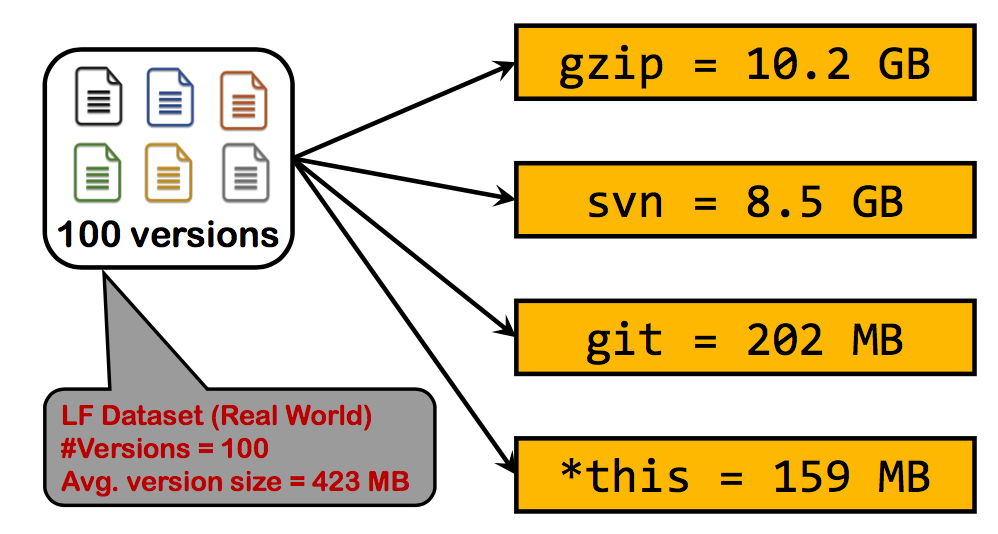 100 versions
LF Dataset (Real World)
#Versions = 100
Avg. version size = 423 MB
gzip = 10.2 GB
svn = 8.5 GB
git = 202 MB
*this = 159 MB